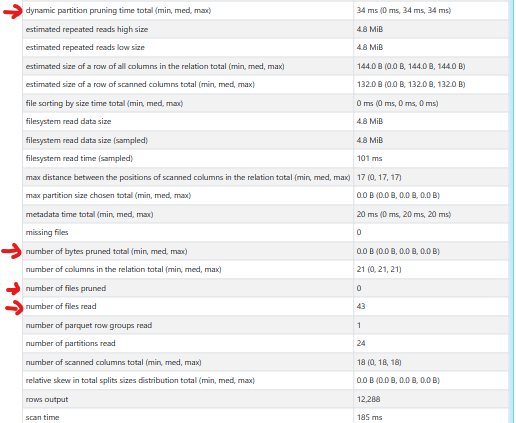 dynamic partition pruning time total (min, med, max) 34 ms (0 ms, 34 ms, 34 ms)
estimated repeated reads high size 4.8 MiB
estimated repeated reads low size 4.8 MiB
estimated size of a row of all columns in the relation total (min, med, max) 144.0 B (0.0 B, 144.0 B, 144.0 B)
estimated size of a row of scanned columns total (min, med, max) 132.0 B (0.0 B, 132.0 B, 132.0 B)
file sorting by size time total (min, med, max) 0 ms (0 ms, 0 ms, 0 ms)
filesystem read data size 4.8 MiB
filesystem read data size (sampled) 4.8 MiB
filesystem read time (sampled) 101 ms
max distance between the positions of scanned columns in the relation total (min, med, max) 17 (0, 17, 17)
max partition size chosen total (min, med, max) 0.0 B (0.0 B, 0.0 B, 0.0 B)
metadata time total (min, med, max) 20 ms (0 ms, 20 ms, 20 ms)
missing files 0
number of bytes pruned total (min, med, max) 0.0 B (0.0 B, 0.0 B, 0.0 B)
number of columns in the relation total (min, med, max) 21 (0, 21, 21)
number of files pruned 0
number of files read 43
number of parquet row groups read 1
number of partitions read 24
number of scanned columns total (min, med, max) 18 (0, 18, 18)
relative skew in total splits sizes distribution total (min, med, max) 0.0 B (0.0 B, 0.0 B, 0.0 B)
rows output 12,288
scan time 185 ms